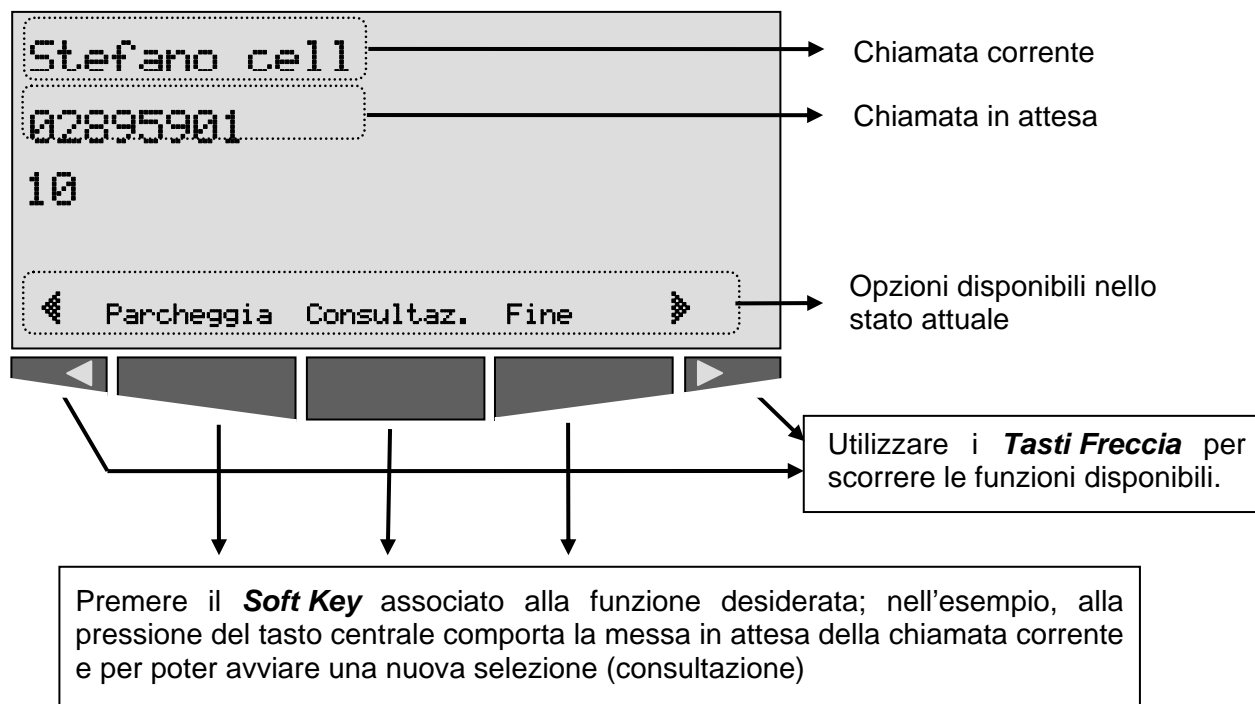 Stefano cell
Chiamata corrente
02895901
Chiamata in attesa
10
Opzioni disponibili nello
stato attuale
Parcheggia Consultaz. Fine
Utilizzare i Tasti Freccia per
scorrere le funzioni disponibili.
Premere il Soft Key associato alla funzione desiderata; nell'esempio, alla
pressione del tasto centrale comporta la messa in attesa della chiamata corrente
e per poter avviare una nuova selezione (consultazione)